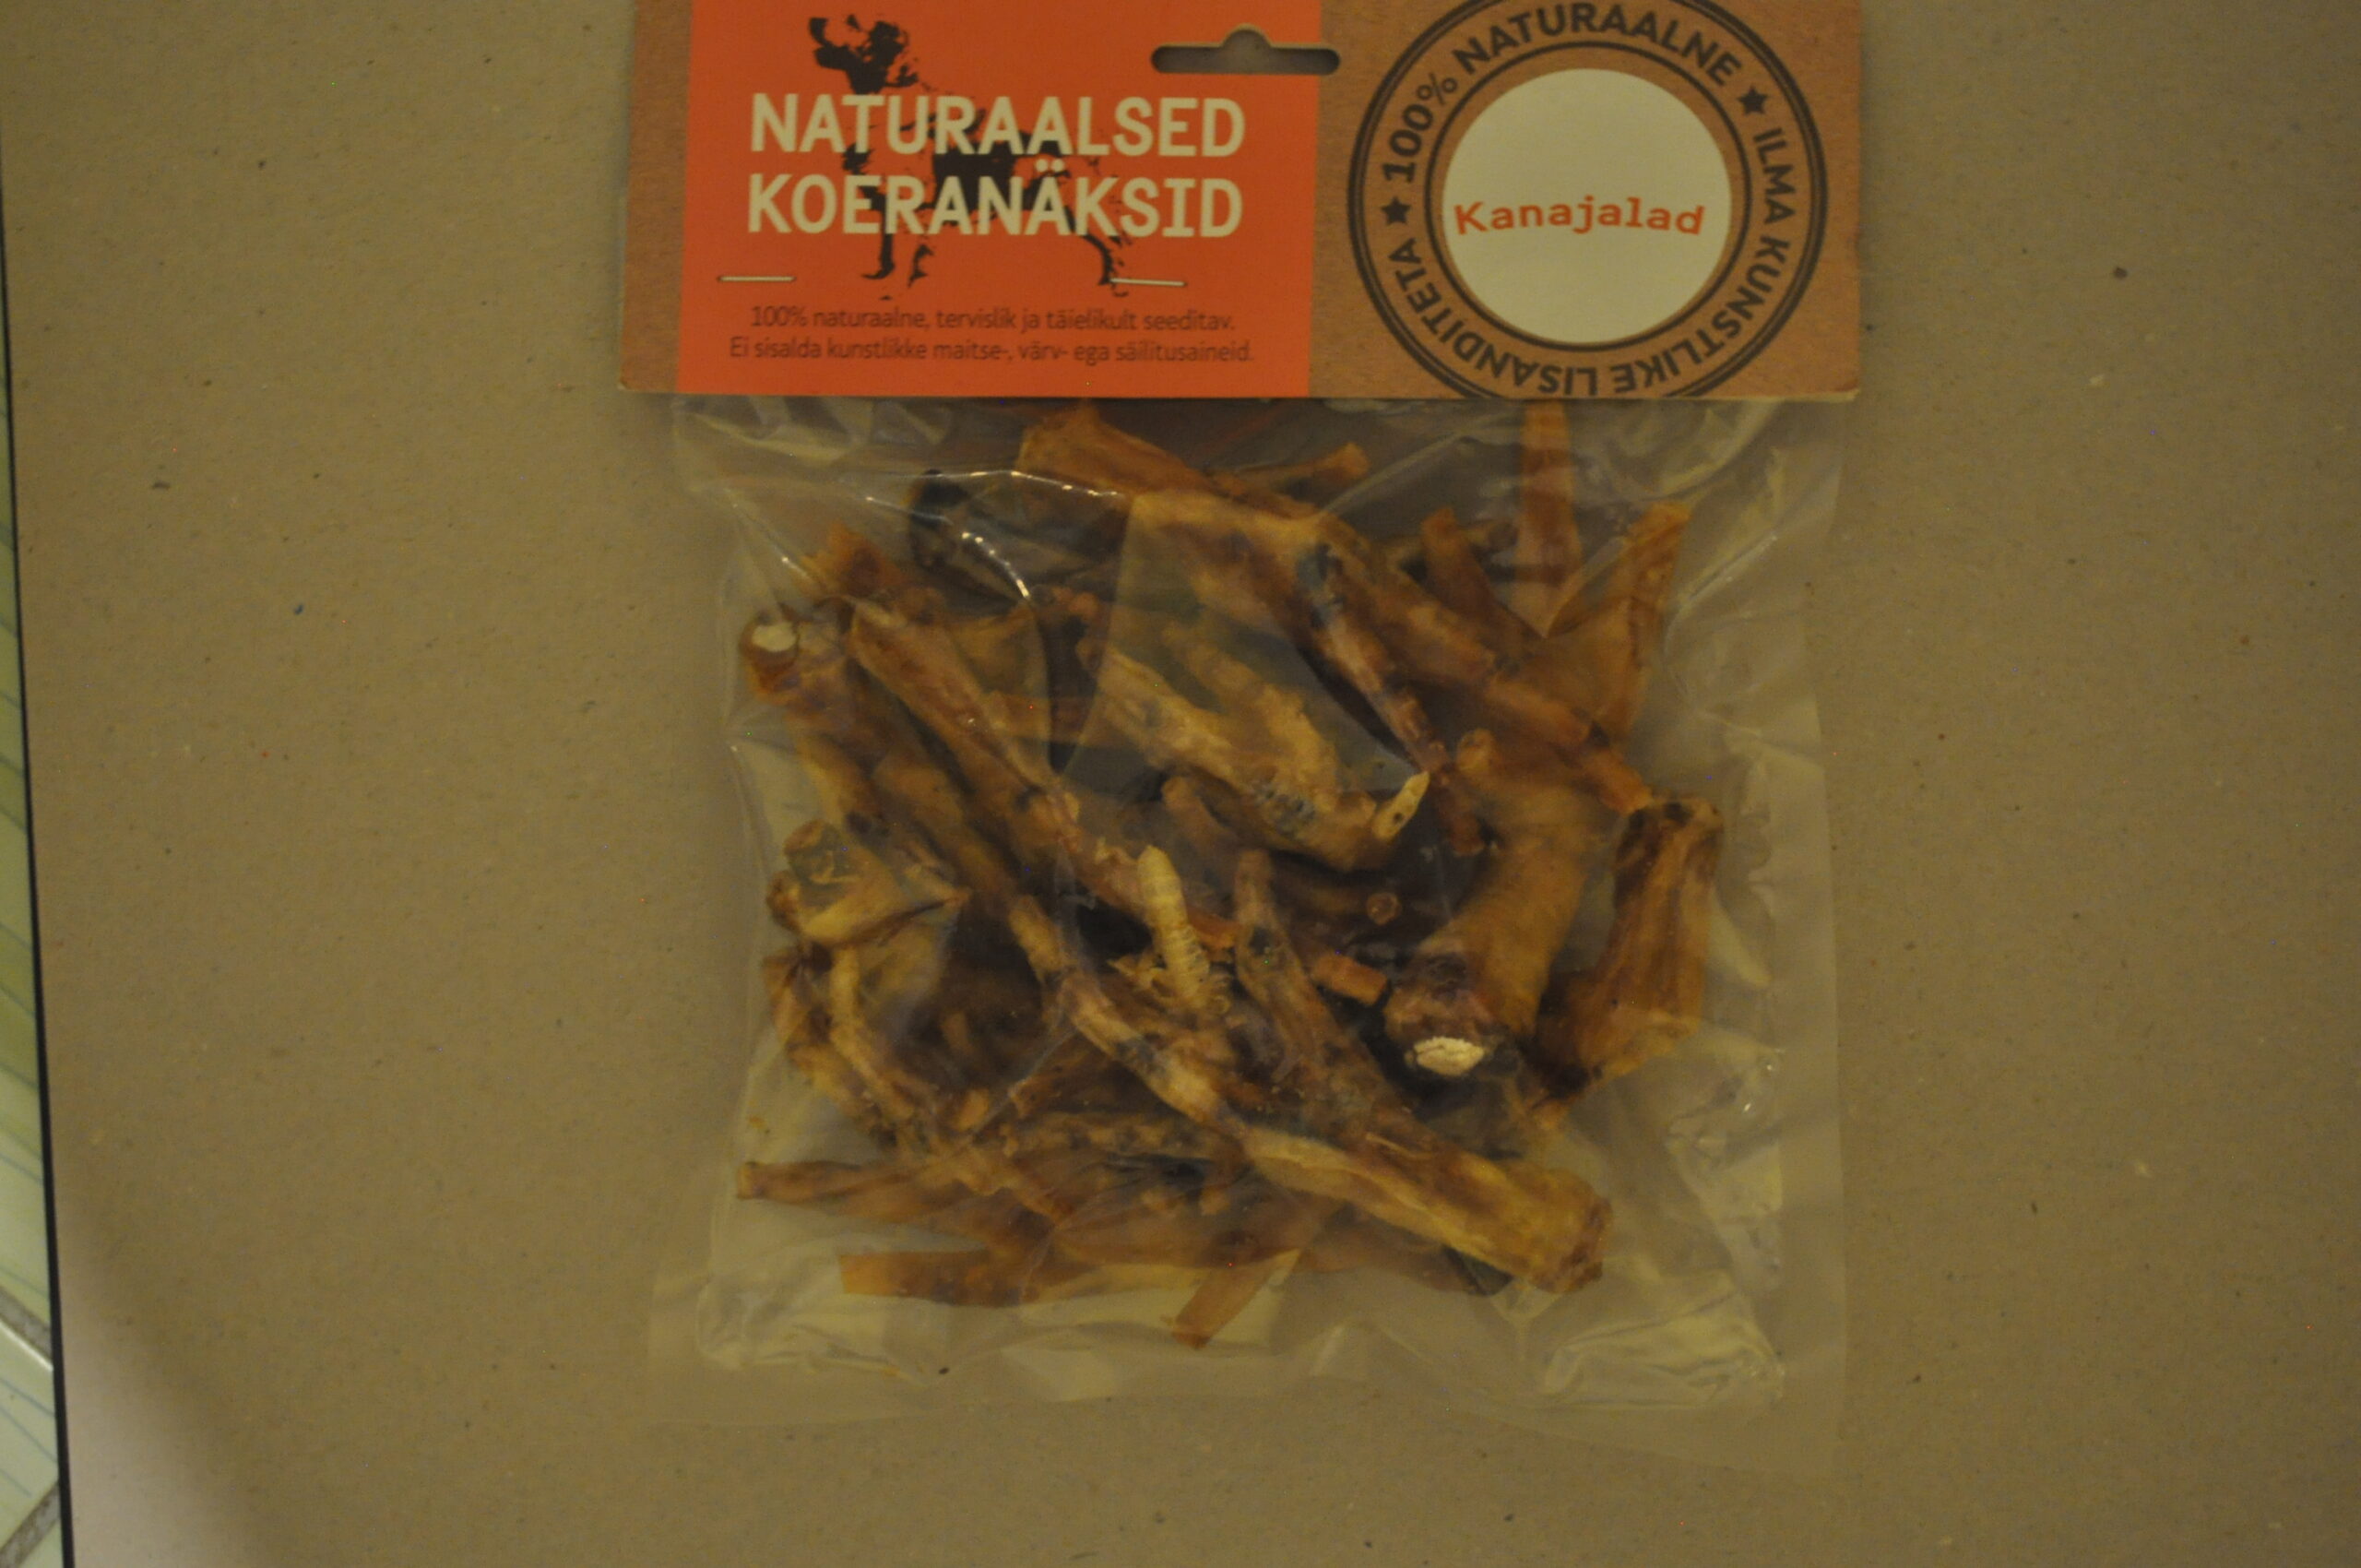 NATURAALSED
KOERANÄKSID
100% naturaalne, tervislik ja täielikult seeditav.
Ei sisalda kunstlikke maitse-, värv- ega säilitusaineid.
★ 100% NATURAALNE ★ ILMA KUNSTLIKE LISANDITETA
Kanajalad